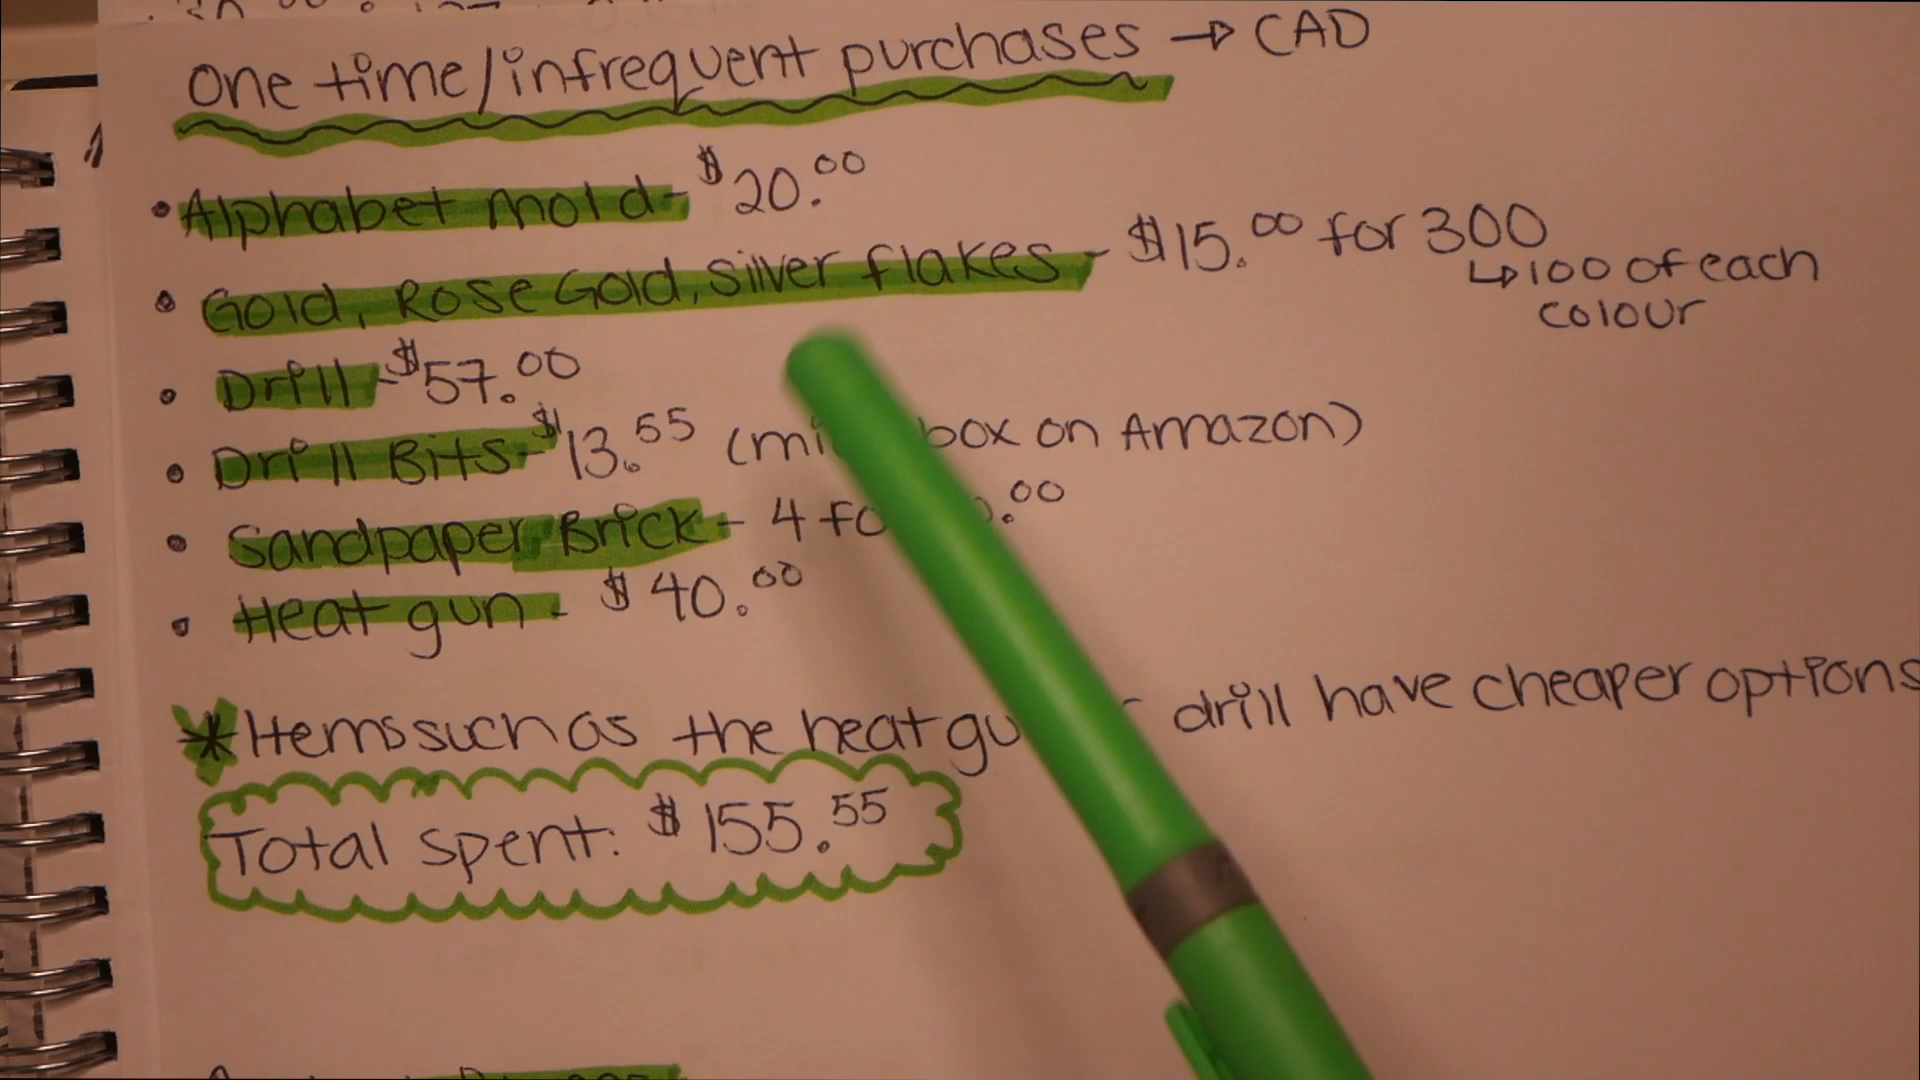 One time/infrequent purchases → CAD
• Alphabet mold - $20.00
• Gold, Rose Gold, Silver flakes - $15.00 for 300
↳ 100 of each
colour
• Drill - $57.00
• Drill Bits - $13.55 (box on Amazon)
• Sandpaper Brick - 4 .00
• Heat gun - $40.00
* Items such as the heat drill have cheaper options
Total spent: $155.55